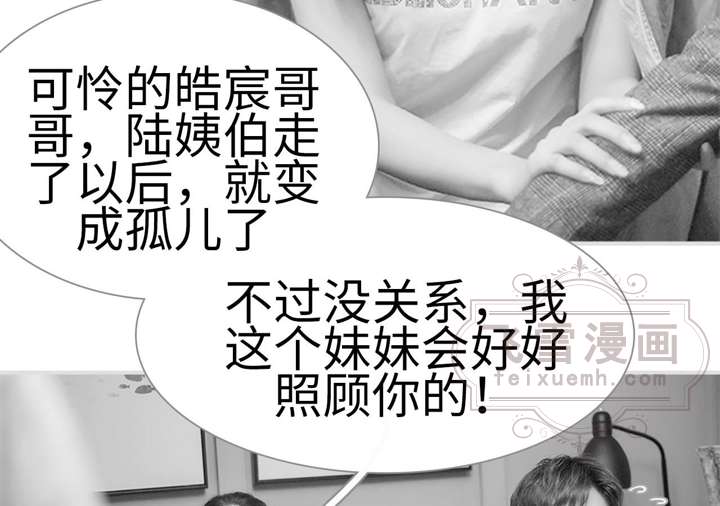 可怜的皓宸哥
哥，陆姨伯走
了以后，就变
成孤儿了
不过没关系，我
这个妹妹会好好
照顾你的！
飞雪漫画
feixuemh.com